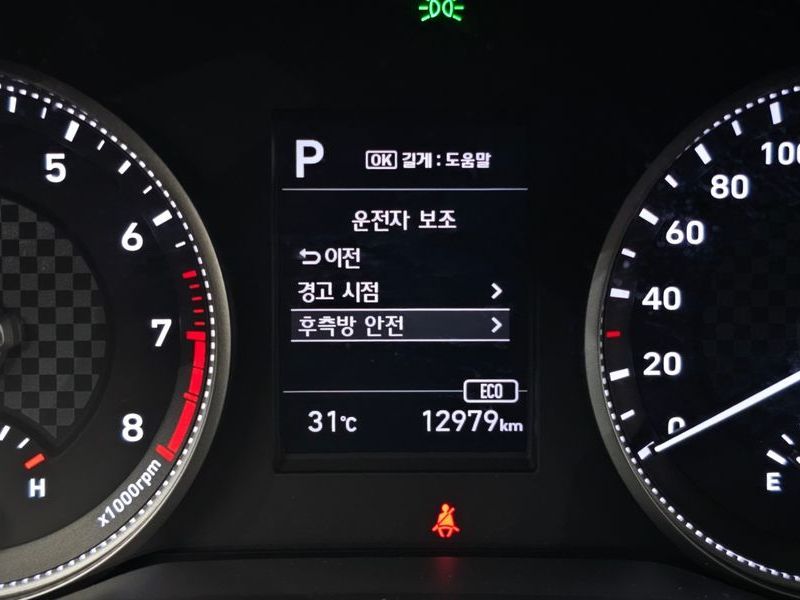 P
OK 길게 : 도움말
운전자 보조
이전
경고 시점
후측방 안전
ECO
31℃
12979km
5
6
7
8
x1000rpm
H
100
80
60
40
20
0
E